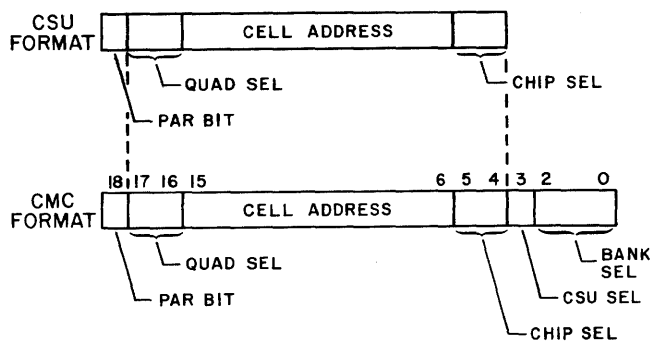 CSU
FORMAT
CELL ADDRESS
QUAD SEL
CHIP SEL
PAR BIT
18 17 16 15 6 5 4 3 2 0
CMC
FORMAT
CELL ADDRESS
QUAD SEL
BANK
SEL
PAR BIT
CSU SEL
CHIP SEL